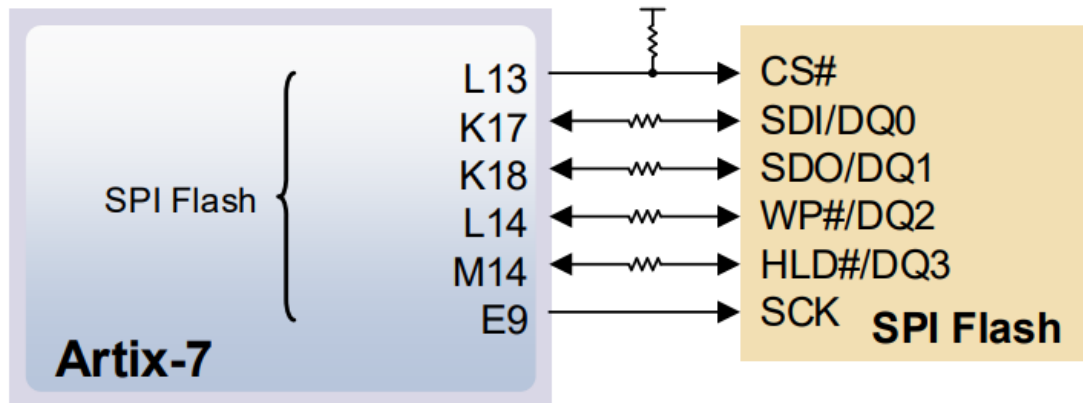 L13
CS#
K17
SDI/DQ0
K18
SDO/DQ1
SPI Flash
L14
WP#/DQ2
M14
HLD#/DQ3
E9
SCK
SPI Flash
Artix-7